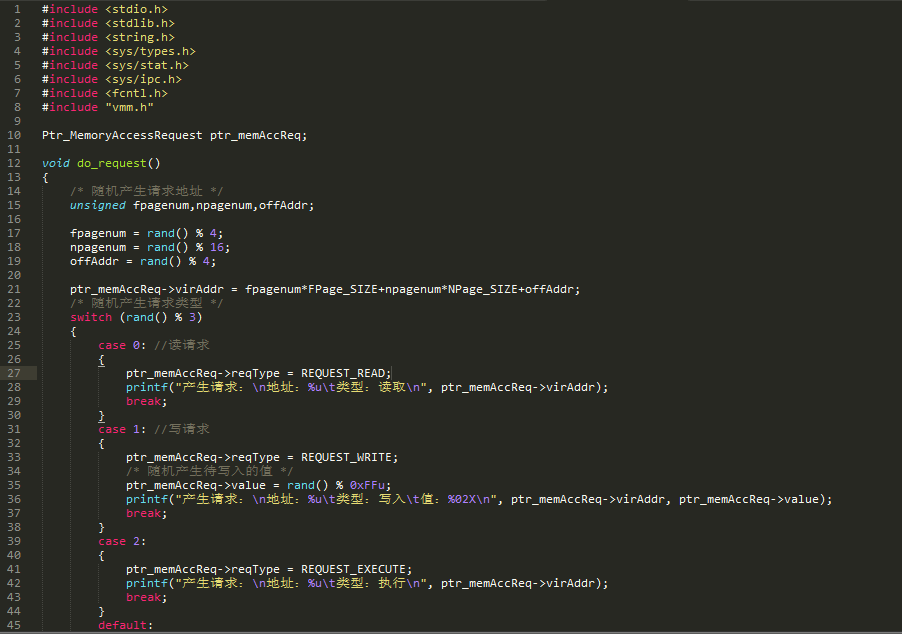 1 #include <stdio.h>
2 #include <stdlib.h>
3 #include <string.h>
4 #include <sys/types.h>
5 #include <sys/stat.h>
6 #include <sys/ipc.h>
7 #include <fcntl.h>
8 #include "vmm.h"
9
10 Ptr_MemoryAccessRequest ptr_memAccReq;
11
12 void do_request()
13 {
14     /* 随机产生请求地址 */
15     unsigned fpagenum,npagenum,offAddr;
16
17     fpagenum = rand() % 4;
18     npagenum = rand() % 16;
19     offAddr = rand() % 4;
20
21     ptr_memAccReq->virAddr = fpagenum*FPage_SIZE+npagenum*NPage_SIZE+offAddr;
22     /* 随机产生请求类型 */
23     switch (rand() % 3)
24     {
25         case 0: //读请求
26         {
27             ptr_memAccReq->reqType = REQUEST_READ;
28             printf("产生请求：\n地址：%u\t类型：读取\n", ptr_memAccReq->virAddr);
29             break;
30         }
31         case 1: //写请求
32         {
33             ptr_memAccReq->reqType = REQUEST_WRITE;
34             /* 随机产生待写入的值 */
35             ptr_memAccReq->value = rand() % 0xFFu;
36             printf("产生请求：\n地址：%u\t类型：写入\t值：%02X\n", ptr_memAccReq->virAddr, ptr_memAccReq->value);
37             break;
38         }
39         case 2:
40         {
41             ptr_memAccReq->reqType = REQUEST_EXECUTE;
42             printf("产生请求：\n地址：%u\t类型：执行\n", ptr_memAccReq->virAddr);
43             break;
44         }
45         default: